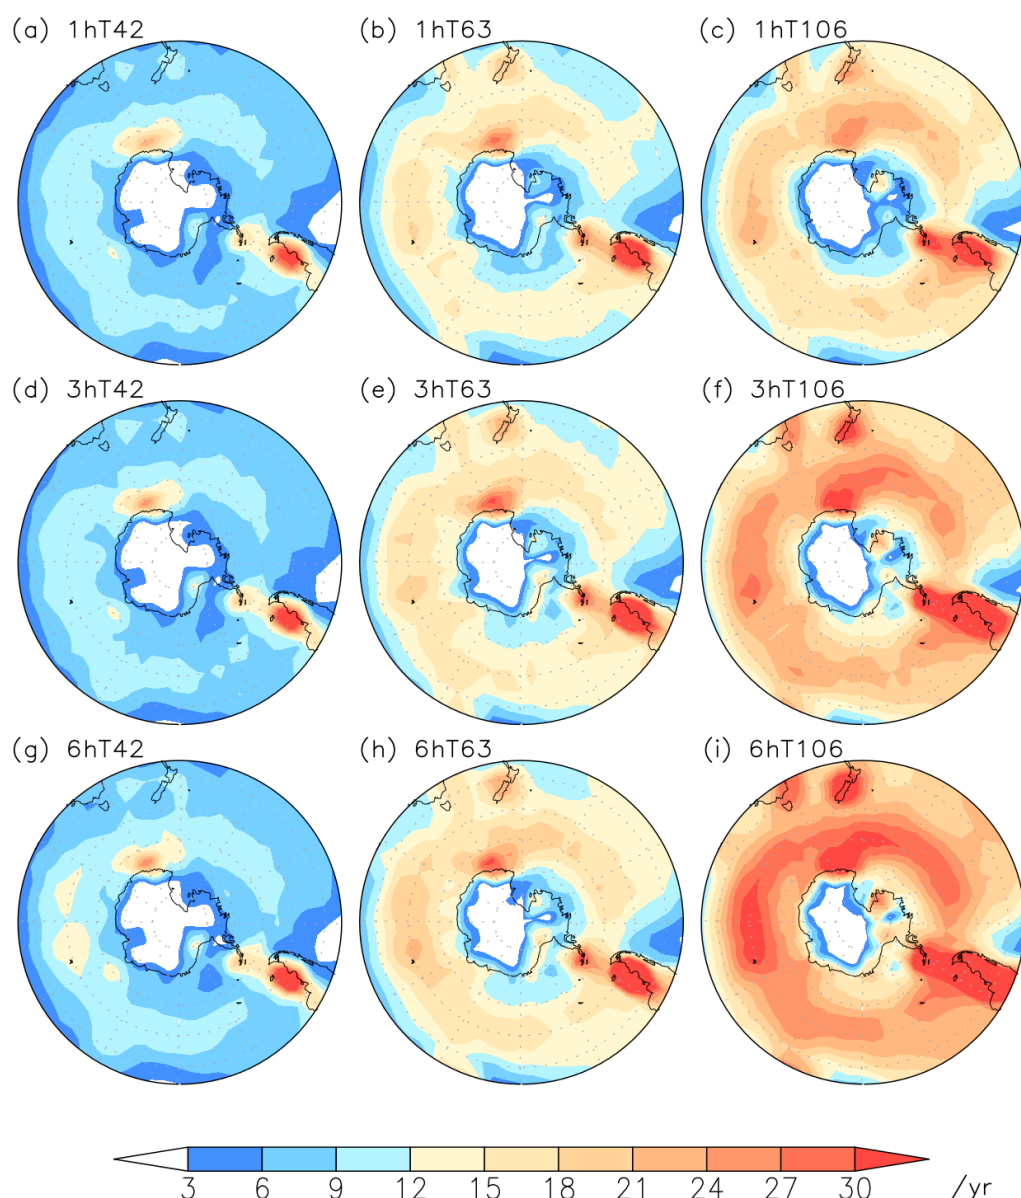 (a) 1hT42 (b) 1hT63 (c) 1hT106
(d) 3hT42 (e) 3hT63 (f) 3hT106
(g) 6hT42 (h) 6hT63 (i) 6hT106
3 6 9 12 15 18 21 24 27 30 /yr